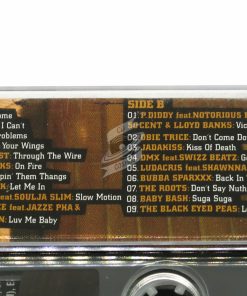 ome
I Can't
roblems
Your Wings
ST: Through The Wire
KS: On Fire
pin' Them Thangs
K: Let Me In
feat.SOULJA SLIM: Slow Motion
E feat.JAZZE PHA &
N: Luv Me Baby
SIDE B
01. P.DIDDY feat.NOTORIOUS
5OCENT & LLOYD BANKS: Vic
02. OBIE TRICE: Don't Come Do
03. JADAKISS: Kiss Of Death
04. DMX feat.SWIZZ BEATZ: G
05. LUDACRIS feat.SHAWNNA
06. BUBBA SPARXXX: Back In
07. THE ROOTS: Don't Say Nuth
08. BABY BASH: Suga Suga
09. THE BLACK EYED PEAS: